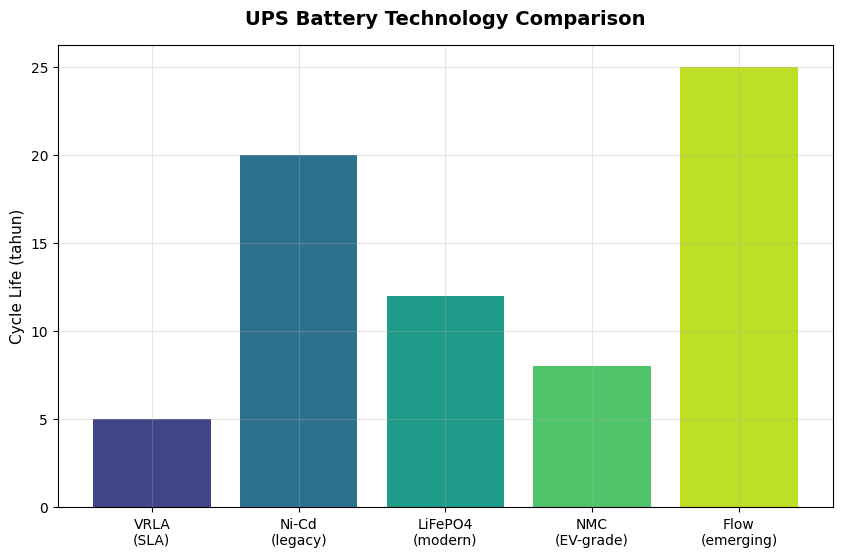 UPS Battery Technology Comparison
Cycle Life (tahun)
25
20
15
10
5
0
VRLA
(SLA)
Ni-Cd
(legacy)
LiFePO4
(modern)
NMC
(EV-grade)
Flow
(emerging)